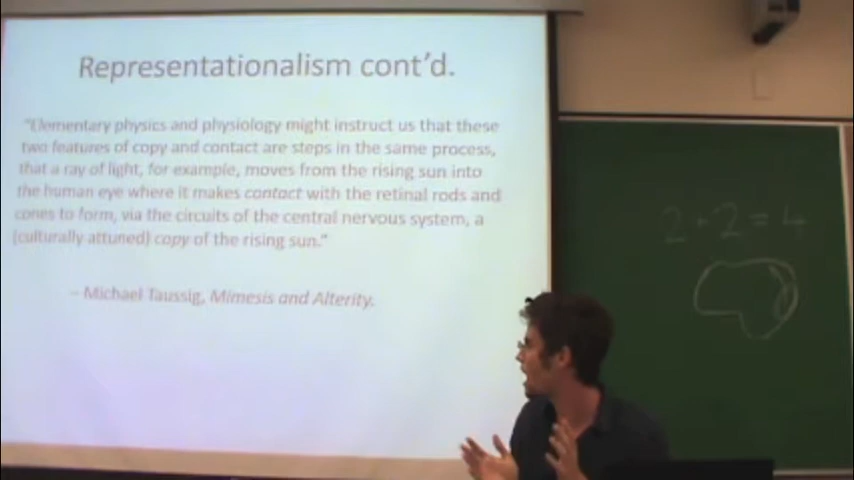 Representationalism cont'd.
"Elementary physics and physiology might instruct us that these
two features of copy and contact are steps in the same process,
that a ray of light, for example, moves from the rising sun into
the human eye where it makes contact with the retinal rods and
cones to form, via the circuits of the central nervous system, a
(culturally attuned) copy of the rising sun."
– Michael Taussig, Mimesis and Alterity.
2 + 2 = 4